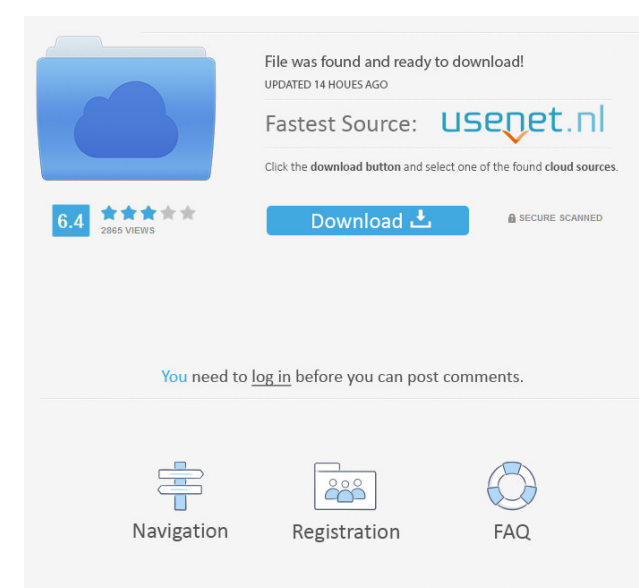 File was found and ready to download!
UPDATED 14 HOUES AGO
Fastest Source: usenet.nl
Click the download button and select one of the found cloud sources.
6.4
2865 VIEWS
Download
SECURE SCANNED
You need to log in before you can post comments.
Navigation
Registration
FAQ